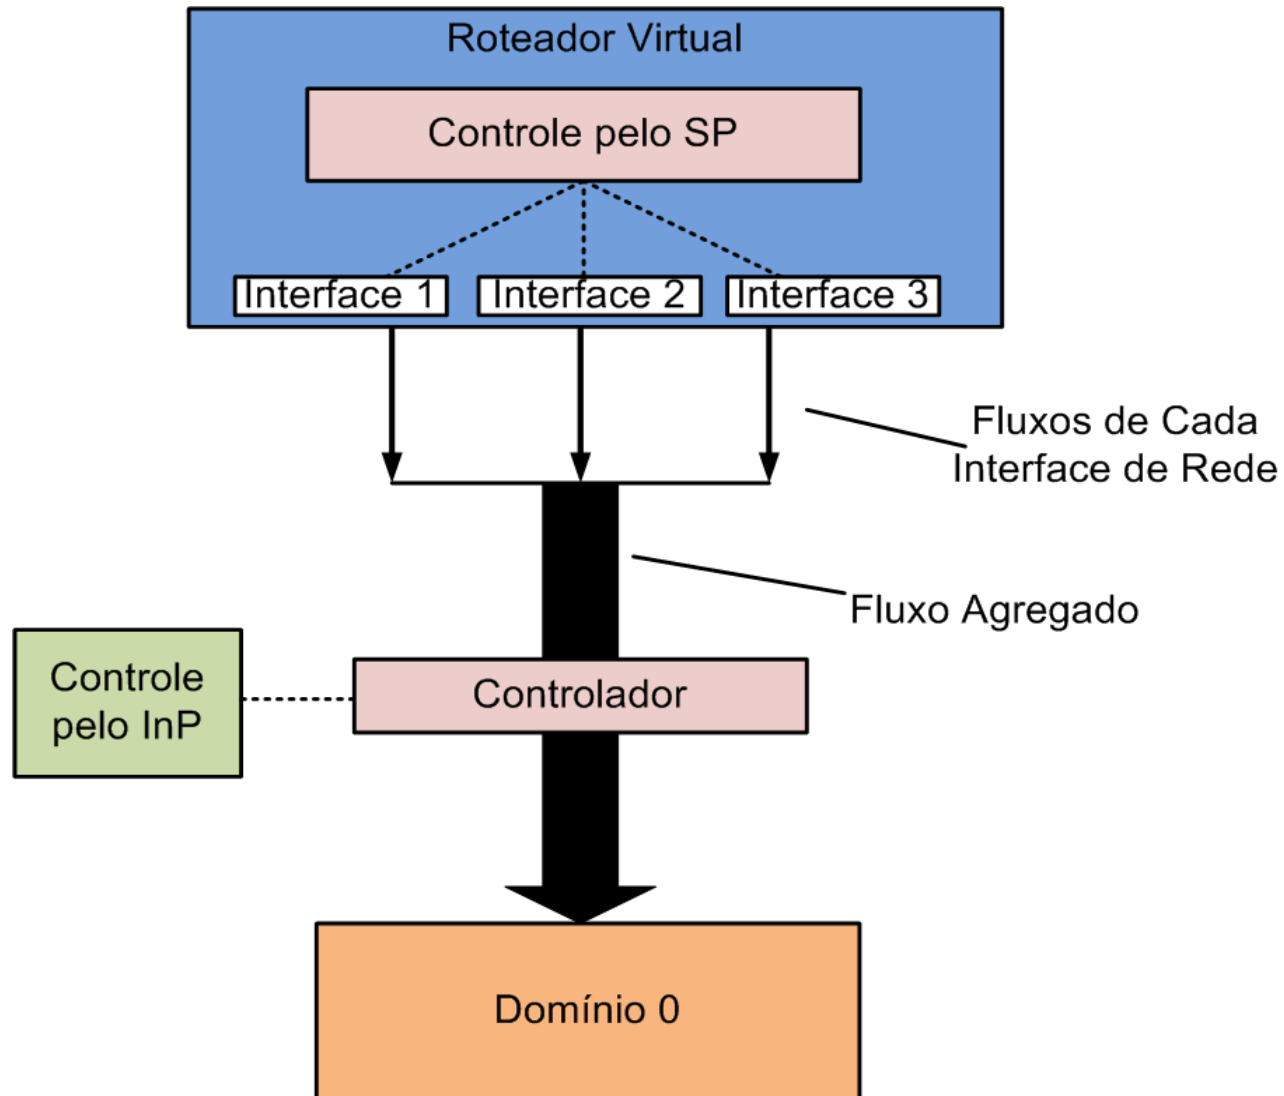 Roteador Virtual
Controle pelo SP
Interface 1
Interface 2
Interface 3
Fluxos de Cada
Interface de Rede
Fluxo Agregado
Controle
pelo InP
Controlador
Domínio 0